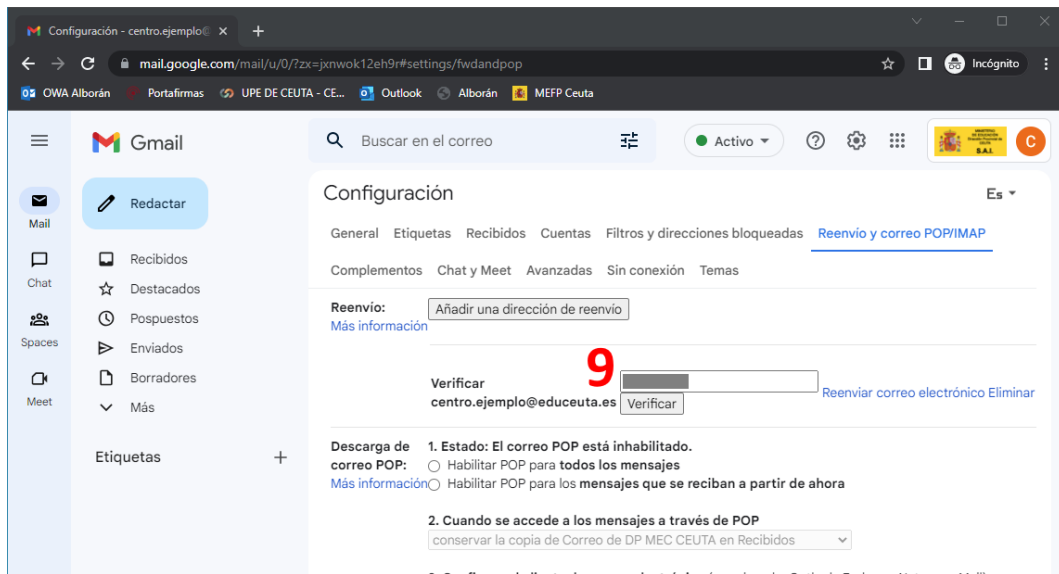 Configuración - centro.ejemplo@
mail.google.com/mail/u/0/?zx=jxnwok12eh9r#settings/fwdandpop
Incógnito
OWA Alborán Portafirmas UPE DE CEUTA - CE... Outlook Alborán MEFP Ceuta
Gmail
Buscar en el correo
Activo
S.A.I.
C
Redactar
Mail
Chat
Spaces
Meet
Recibidos
Destacados
Pospuestos
Enviados
Borradores
Más
Etiquetas
Configuración
Es
General Etiquetas Recibidos Cuentas Filtros y direcciones bloqueadas Reenvío y correo POP/IMAP
Complementos Chat y Meet Avanzadas Sin conexión Temas
Reenvío: Añadir una dirección de reenvío
Más información
9
Verificar
centro.ejemplo@educeuta.es Verificar
Reenviar correo electrónico Eliminar
Descarga de correo POP:
Más información
1. Estado: El correo POP está inhabilitado.
Habilitar POP para todos los mensajes
Habilitar POP para los mensajes que se reciban a partir de ahora
2. Cuando se accede a los mensajes a través de POP
conservar la copia de Correo de DP MEC CEUTA en Recibidos